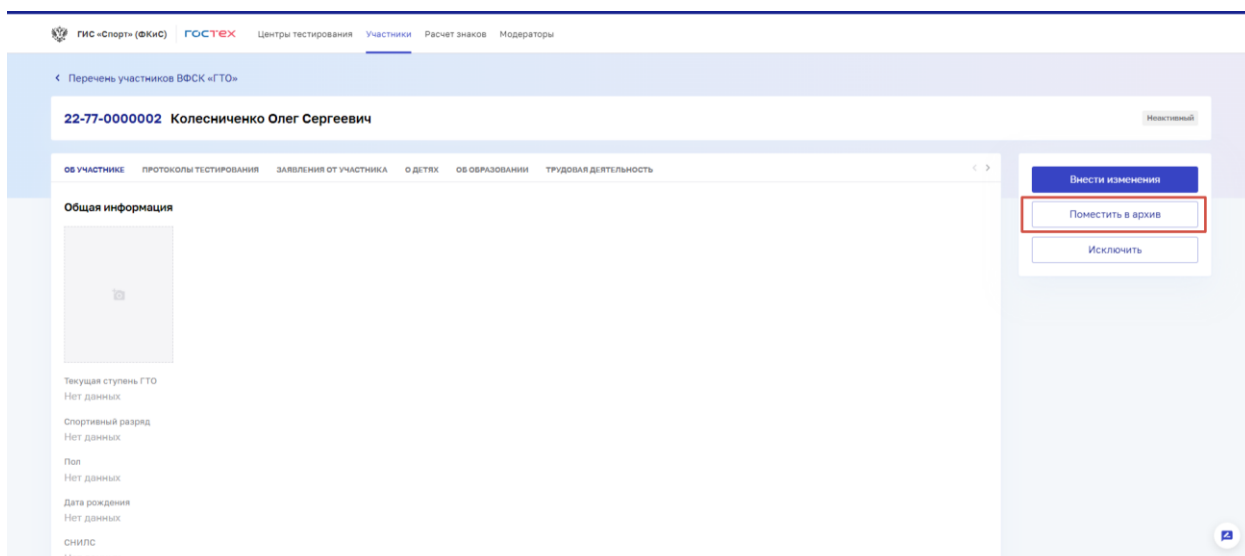 ГИС «Спорт» (ФКиС) ГОСТЕХ Центры тестирования Участники Расчет знаков Модераторы
Перечень участников ВФСК «ГТО»
22-77-0000002 Колесниченко Олег Сергеевич Неактивный
ОБ УЧАСТНИКЕ ПРОТОКОЛЫ ТЕСТИРОВАНИЯ ЗАЯВЛЕНИЯ ОТ УЧАСТНИКА О ДЕТЯХ ОБ ОБРАЗОВАНИИ ТРУДОВАЯ ДЕЯТЕЛЬНОСТЬ
Внести изменения
Общая информация
Поместить в архив
Исключить
Текущая ступень ГТО
Нет данных
Спортивный разряд
Нет данных
Пол
Нет данных
Дата рождения
Нет данных
СНИЛС